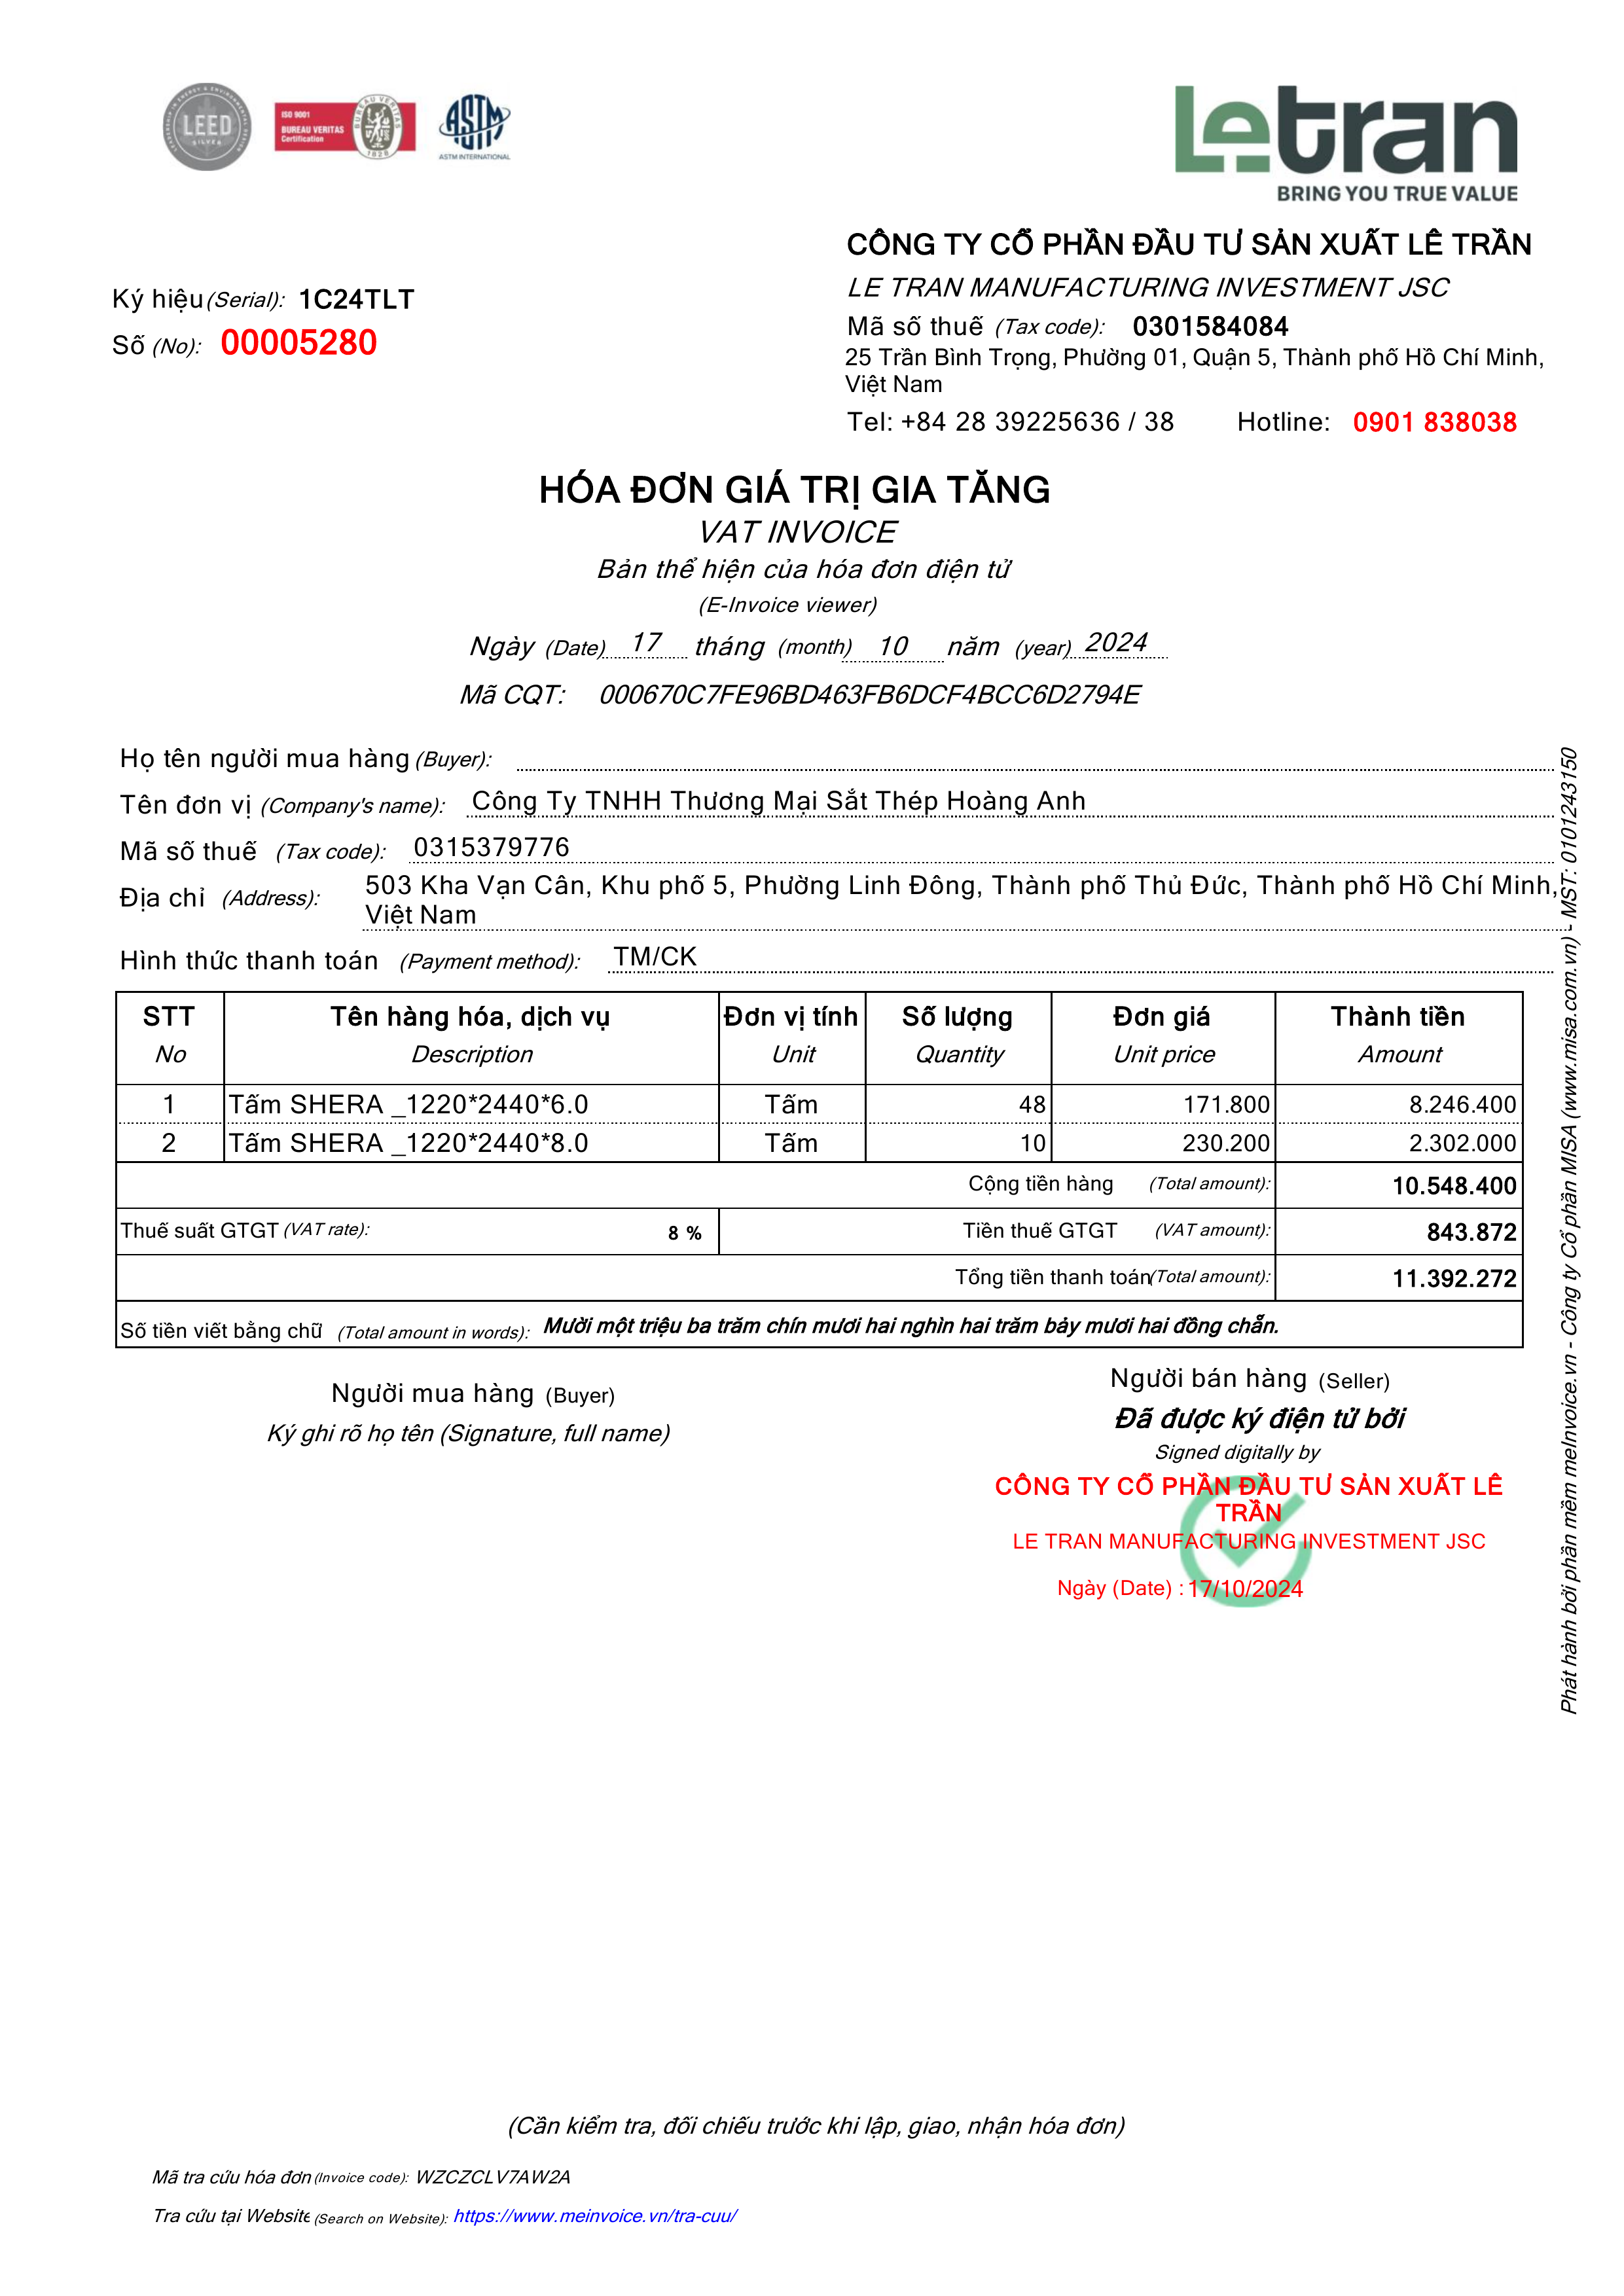 LEADERSHIP IN ENERGY & ENVIRONMENTAL DESIGN
LEED
SILVER
ISO 9001
BUREAU VERITAS
Certification
BUREAU VERITAS
1828
ASTM
ASTM INTERNATIONAL
Letran
BRING YOU TRUE VALUE
CÔNG TY CỔ PHẦN ĐẦU TƯ SẢN XUẤT LÊ TRẦN
LE TRAN MANUFACTURING INVESTMENT JSC
Ký hiệu (Serial): 1C24TLT
Số (No): 00005280
Mã số thuế (Tax code): 0301584084
25 Trần Bình Trọng, Phường 01, Quận 5, Thành phố Hồ Chí Minh,
Việt Nam
Tel: +84 28 39225636 / 38 Hotline: 0901 838038
HÓA ĐƠN GIÁ TRỊ GIA TĂNG
VAT INVOICE
Bản thể hiện của hóa đơn điện tử
(E-Invoice viewer)
Ngày (Date) 17 tháng (month) 10 năm (year) 2024
Mã CQT: 000670C7FE96BD463FB6DCF4BCC6D2794E
Họ tên người mua hàng (Buyer):
Tên đơn vị (Company's name): Công Ty TNHH Thương Mại Sắt Thép Hoàng Anh
Mã số thuế (Tax code): 0315379776
Địa chỉ (Address): 503 Kha Vạn Cân, Khu phố 5, Phường Linh Đông, Thành phố Thủ Đức, Thành phố Hồ Chí Minh,
Việt Nam
Hình thức thanh toán (Payment method): TM/CK
STT Tên hàng hóa, dịch vụ Đơn vị tính Số lượng Đơn giá Thành tiền
No Description Unit Quantity Unit price Amount
1 Tấm SHERA _1220*2440*6.0 Tấm 48 171.800 8.246.400
2 Tấm SHERA _1220*2440*8.0 Tấm 10 230.200 2.302.000
Cộng tiền hàng (Total amount): 10.548.400
Thuế suất GTGT (VAT rate): 8 % Tiền thuế GTGT (VAT amount): 843.872
Tổng tiền thanh toán (Total amount): 11.392.272
Số tiền viết bằng chữ (Total amount in words): Mười một triệu ba trăm chín mươi hai nghìn hai trăm bảy mươi hai đồng chẵn.
Người mua hàng (Buyer)
Ký ghi rõ họ tên (Signature, full name)
Người bán hàng (Seller)
Đã được ký điện tử bởi
Signed digitally by
CÔNG TY CỔ PHẦN ĐẦU TƯ SẢN XUẤT LÊ
TRẦN
LE TRAN MANUFACTURING INVESTMENT JSC
Ngày (Date) : 17/10/2024
Phát hành bởi phần mềm meInvoice.vn - Công ty Cổ phần MISA (www.misa.com.vn) - MST: 0101243150
(Cần kiểm tra, đối chiếu trước khi lập, giao, nhận hóa đơn)
Mã tra cứu hóa đơn (Invoice code): WZCZCLV7AW2A
Tra cứu tại Website (Search on Website): https://www.meinvoice.vn/tra-cuu/